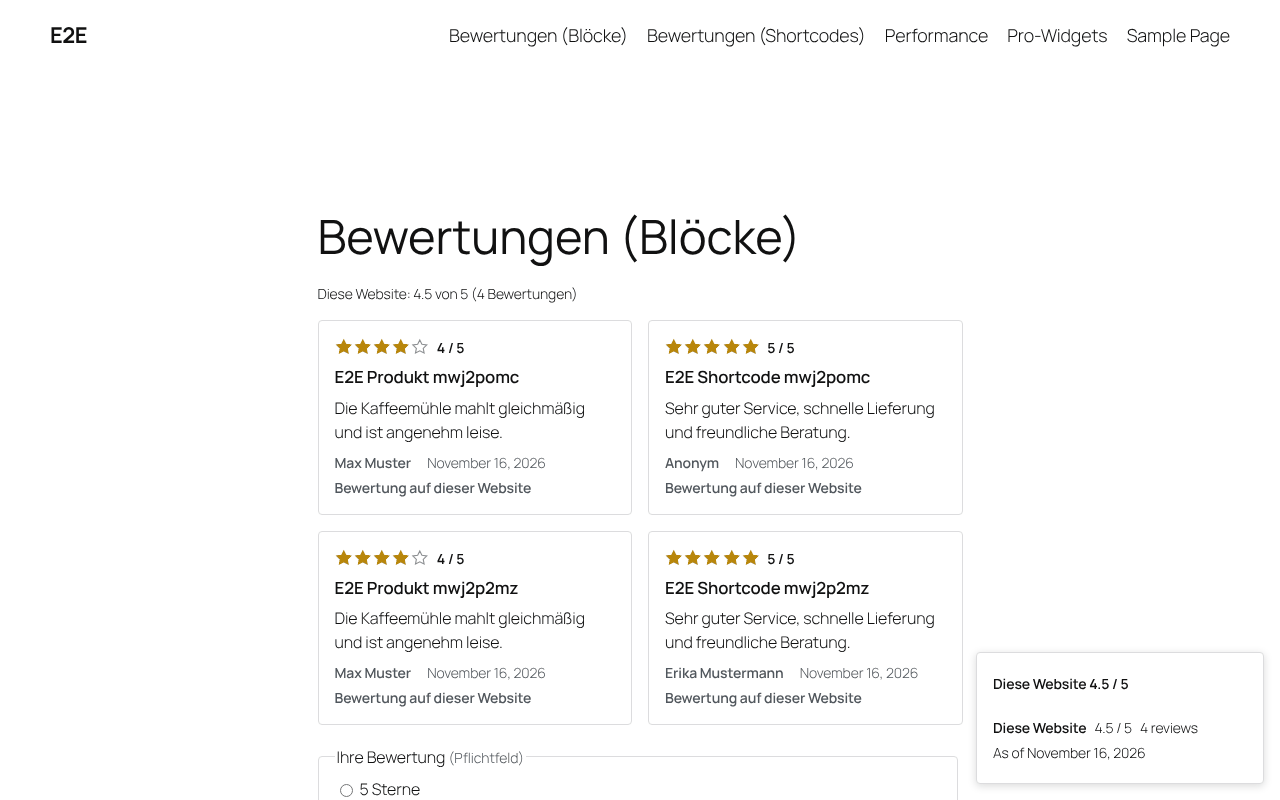 E2E
Bewertungen (Blöcke) Bewertungen (Shortcodes) Performance Pro-Widgets Sample Page
Bewertungen (Blöcke)
Diese Website: 4.5 von 5 (4 Bewertungen)
4 / 5
E2E Produkt mwj2pomc
Die Kaffeemühle mahlt gleichmäßig
und ist angenehm leise.
Max Muster November 16, 2026
Bewertung auf dieser Website
5 / 5
E2E Shortcode mwj2pomc
Sehr guter Service, schnelle Lieferung
und freundliche Beratung.
Anonym November 16, 2026
Bewertung auf dieser Website
4 / 5
E2E Produkt mwj2p2mz
Die Kaffeemühle mahlt gleichmäßig
und ist angenehm leise.
Max Muster November 16, 2026
Bewertung auf dieser Website
5 / 5
E2E Shortcode mwj2p2mz
Sehr guter Service, schnelle Lieferung
und freundliche Beratung.
Erika Mustermann November 16, 2026
Bewertung auf dieser Website
Ihre Bewertung (Pflichtfeld)
5 Sterne
Diese Website 4.5 / 5
Diese Website 4.5 / 5 4 reviews
As of November 16, 2026